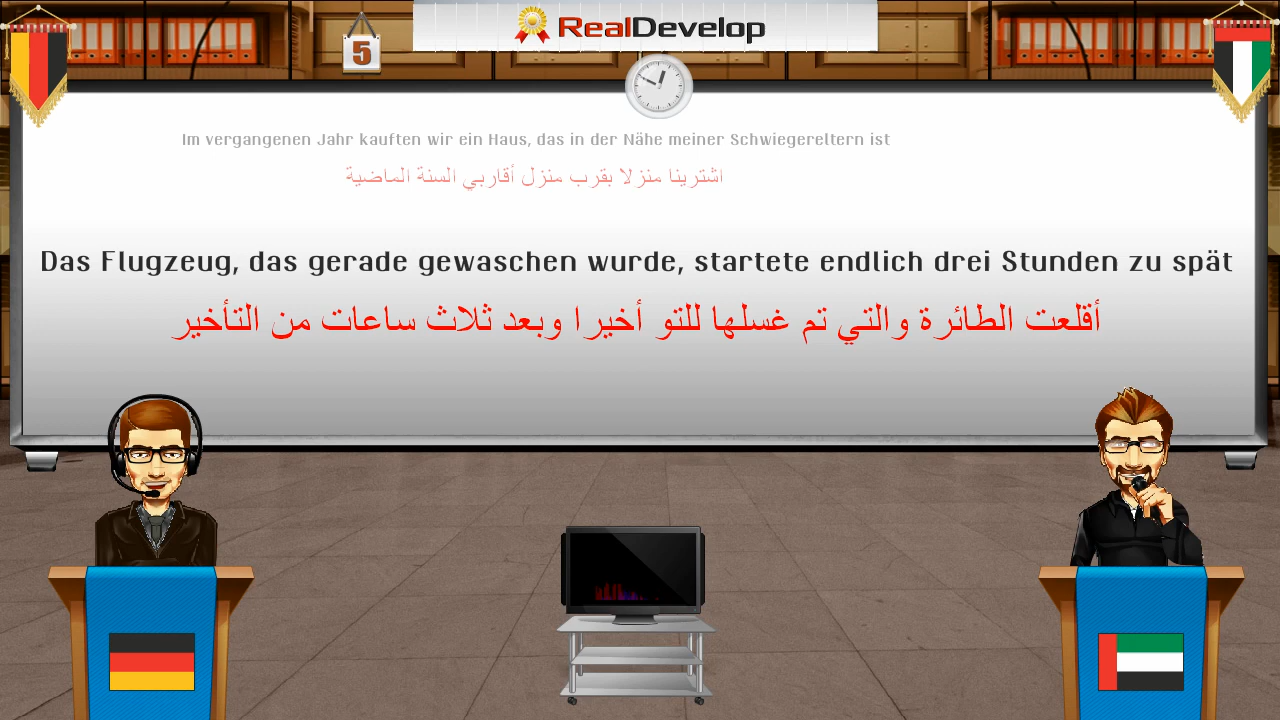 RealDevelop
5
Im vergangenen Jahr kauften wir ein Haus, das in der Nähe meiner Schwiegereltern ist
اشترينا منزلا بقرب منزل أقاربي السنة الماضية
Das Flugzeug, das gerade gewaschen wurde, startete endlich drei Stunden zu spät
أقلعت الطائرة والتي تم غسلها للتو أخيرا وبعد ثلاث ساعات من التأخير